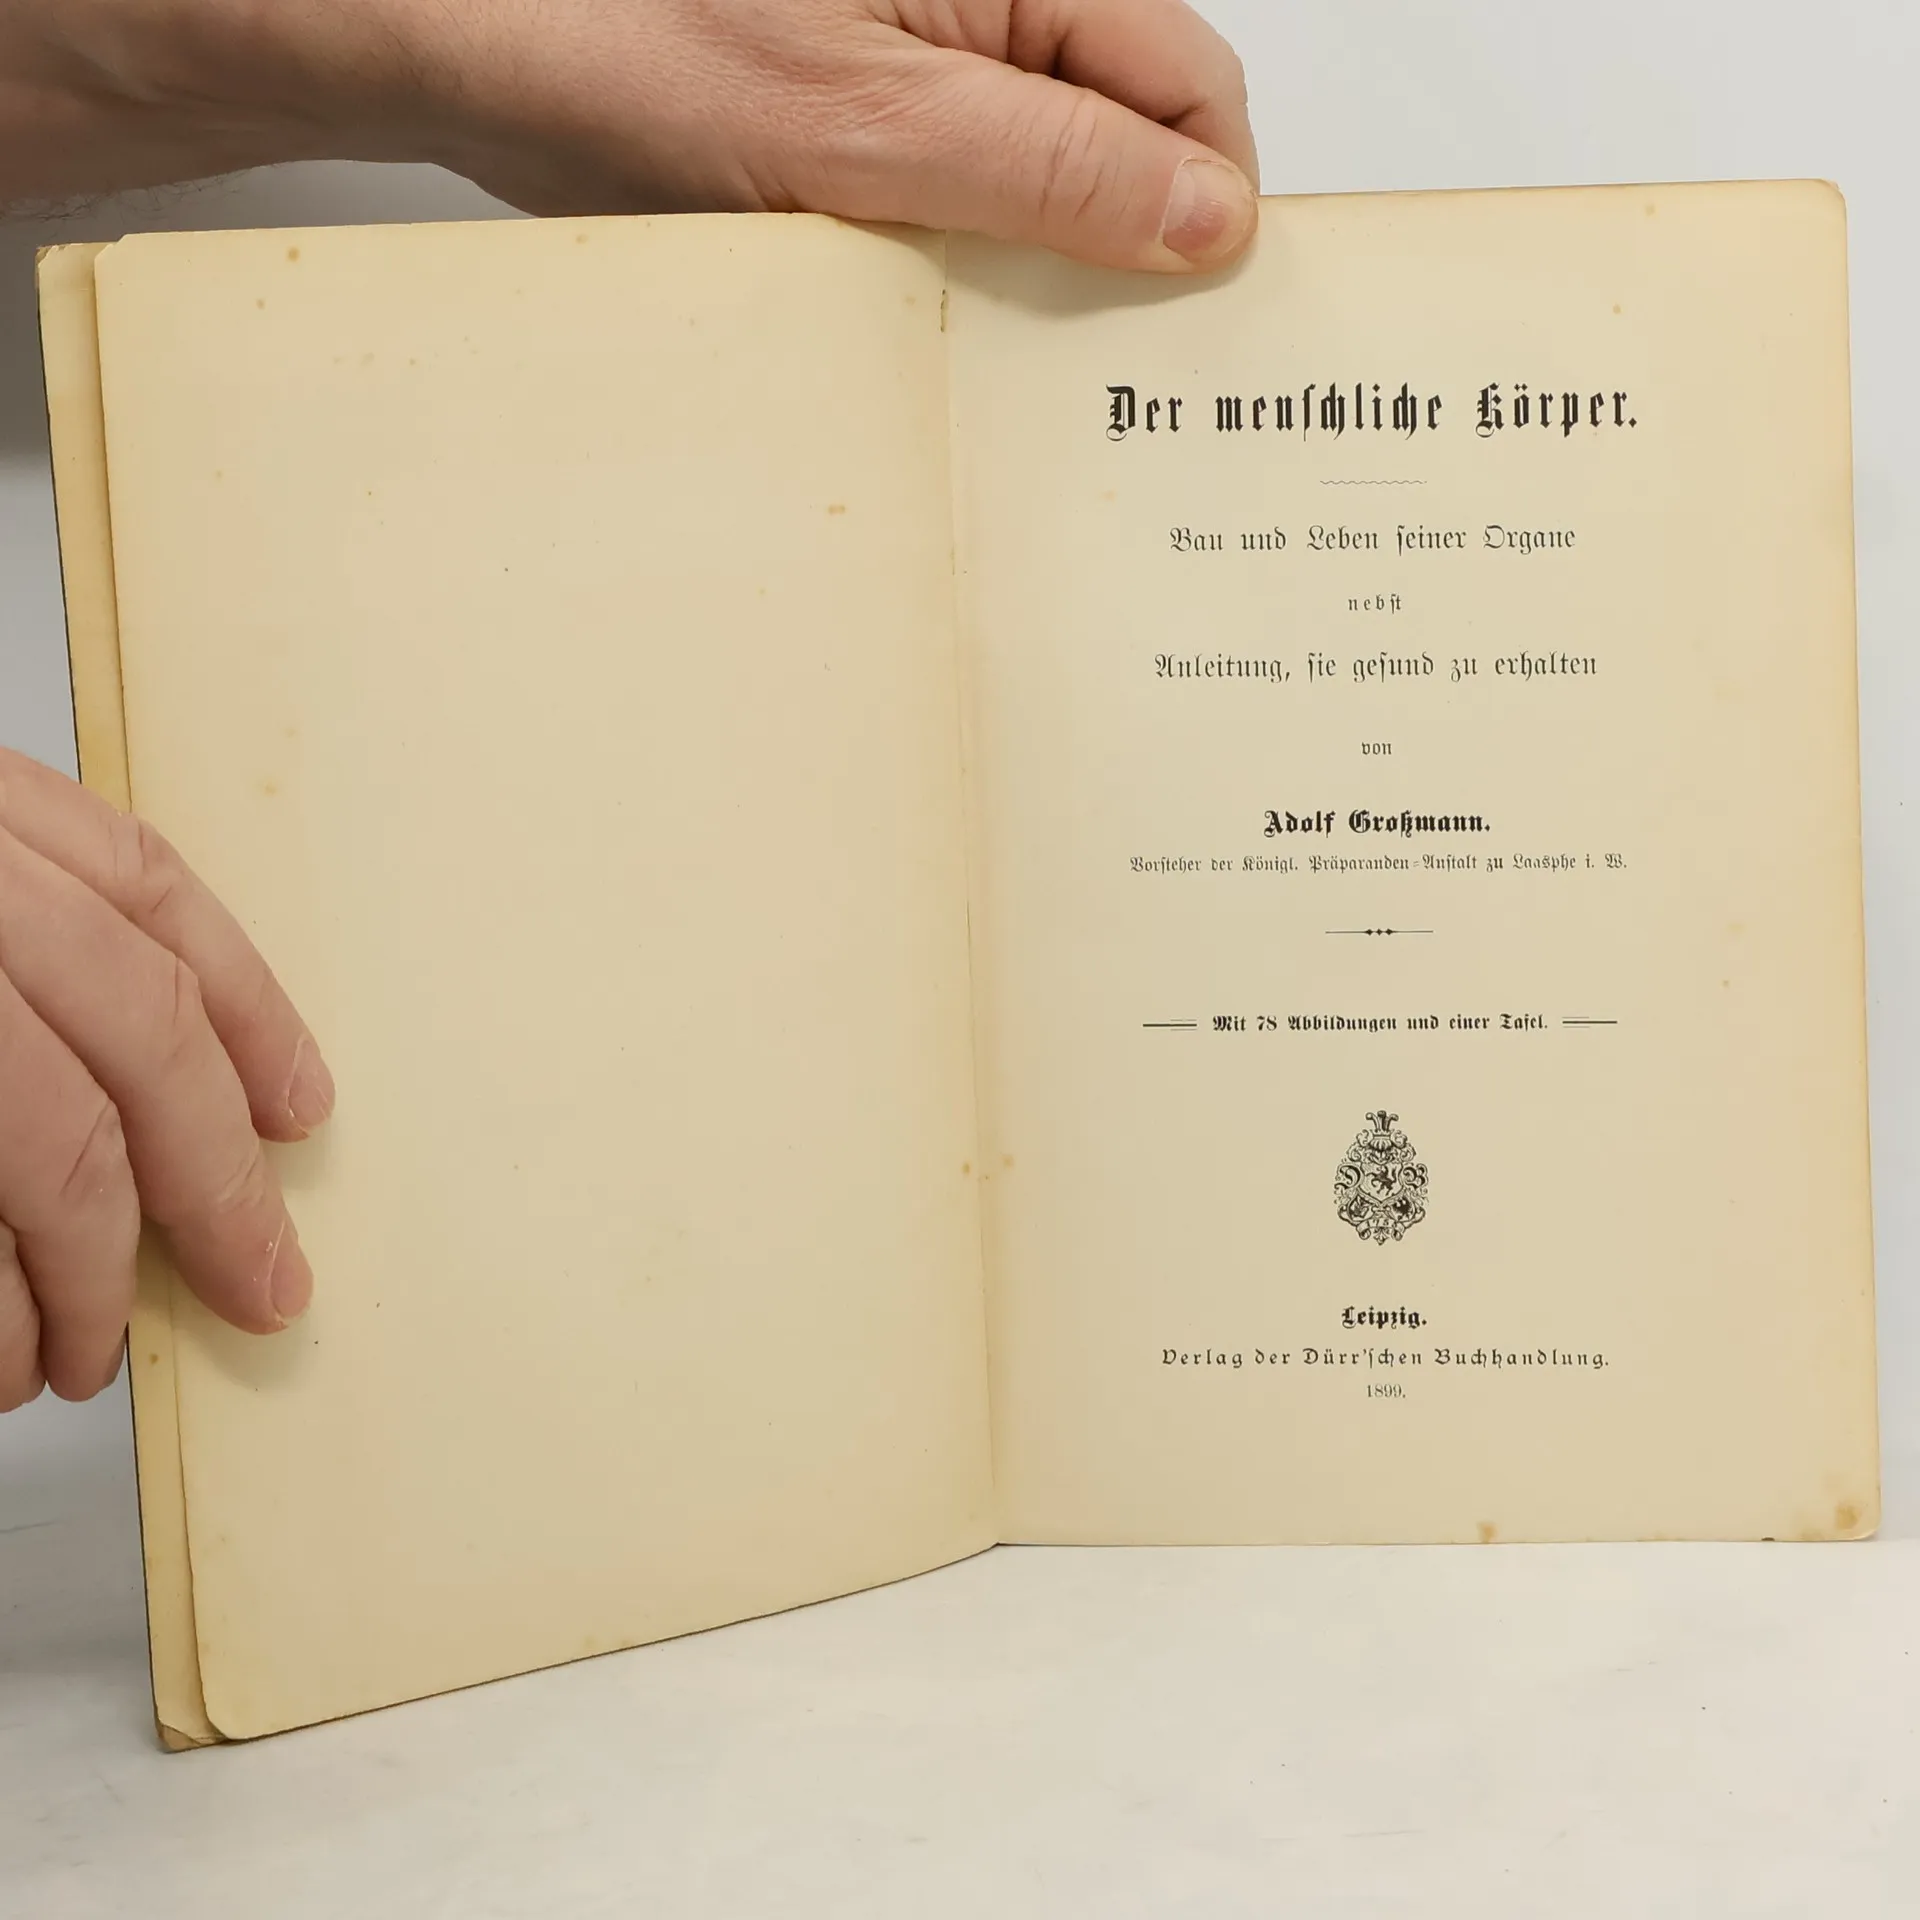 Der menschliche Körper.
Bau und Leben seiner Organe
nebst
Anleitung, sie gesund zu erhalten
von
Adolf Großmann.
Vorsteher der Königl. Präparanden-Anstalt zu Laasphe i. W.
Mit 78 Abbildungen und einer Tafel.
D B
Leipzig.
Verlag der Dürr'schen Buchhandlung.
1899.